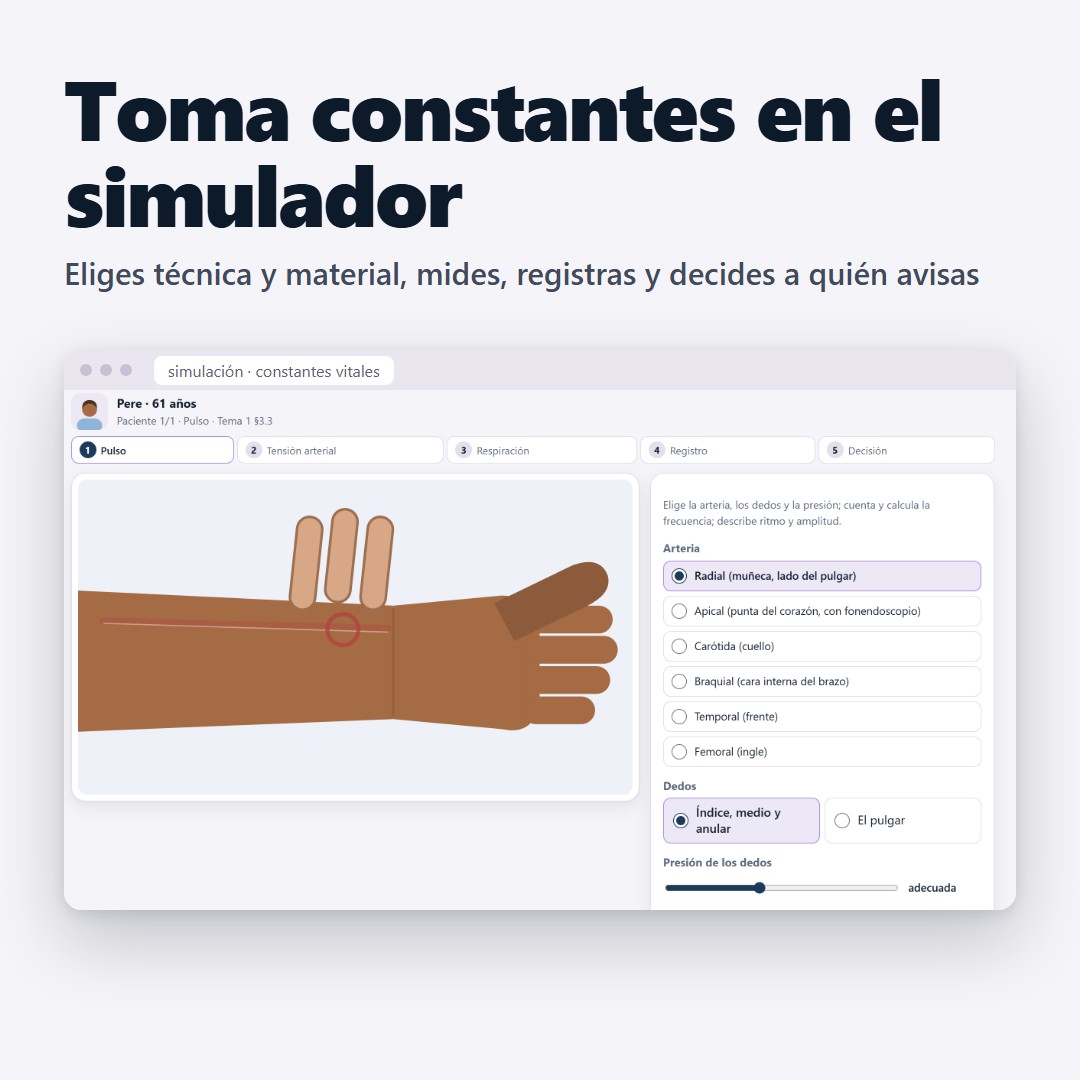 Toma constantes en el
simulador
Eliges técnica y material, mides, registras y decides a quién avisas
simulación · constantes vitales
Pere · 61 años
Paciente 1/1 · Pulso · Tema 1 §3.3
1 Pulso
2 Tensión arterial
3 Respiración
4 Registro
5 Decisión
Elige la arteria, los dedos y la presión; cuenta y calcula la
frecuencia; describe ritmo y amplitud.
Arteria
Radial (muñeca, lado del pulgar)
Apical (punta del corazón, con fonendoscopio)
Carótida (cuello)
Braquial (cara interna del brazo)
Temporal (frente)
Femoral (ingle)
Dedos
Índice, medio y
anular
El pulgar
Presión de los dedos
adecuada